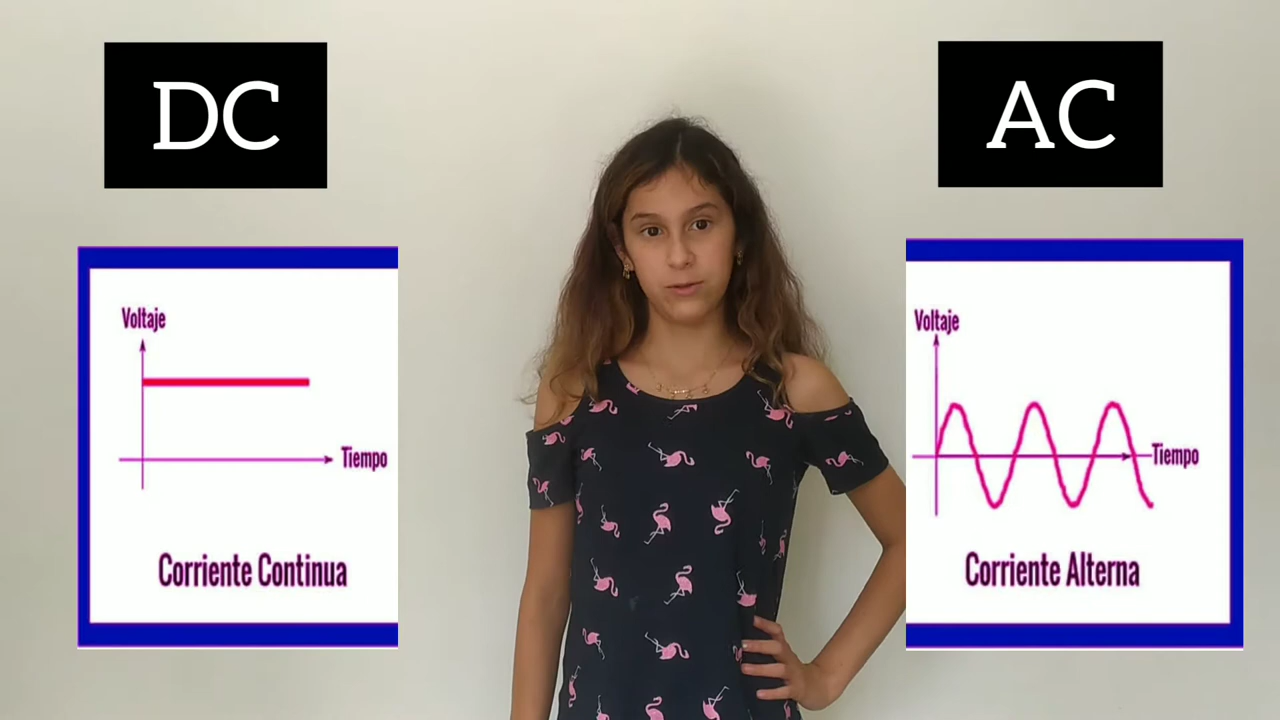 DC
AC
Voltaje
Tiempo
Corriente Continua
Voltaje
Tiempo
Corriente Alterna